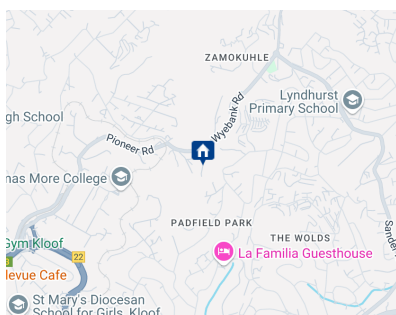 ZAMOKUHLE
Lyndhurst
Primary School
Wyebank Rd
gh School
Pioneer Rd
mas More College
PADFIELD PARK
THE WOLDS
La Familia Guesthouse
Gym Kloof
22
levue Cafe
St Mary's Diocesan
School for Girls, Kloof